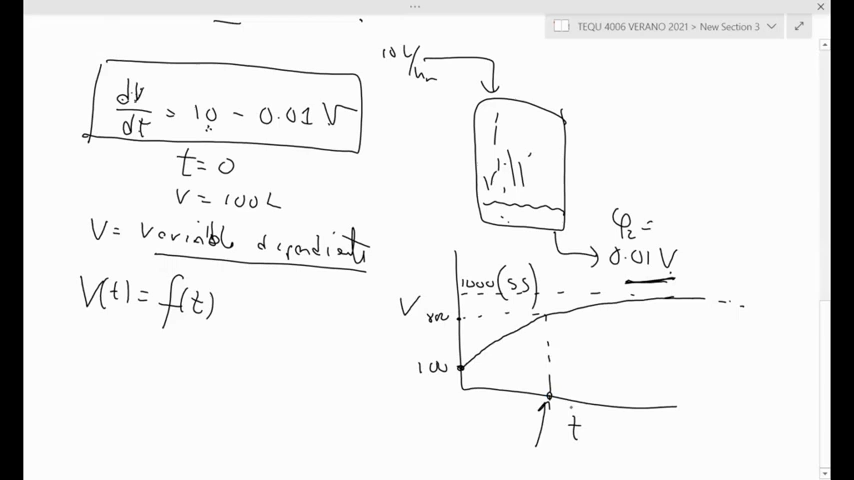 TEQU 4006 VERANO 2021 > New Section 3
10 L/hr
dV/dt = 10 - 0.01 V
t = 0
V = 100 L
V = variable dependiente
V(t) = f(t)
φ2 =
0.01 V
1000 (SS)
V
100
t